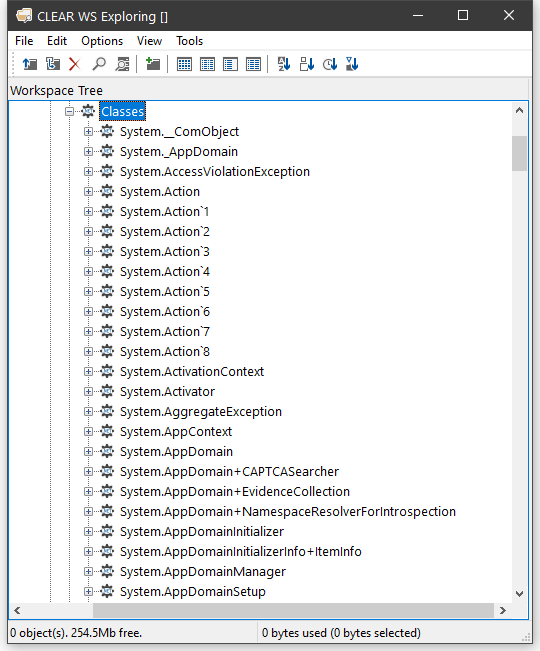 CLEAR WS Exploring []
File Edit Options View Tools
Workspace Tree
Classes
System.__ComObject
System._AppDomain
System.AccessViolationException
System.Action
System.Action`1
System.Action`2
System.Action`3
System.Action`4
System.Action`5
System.Action`6
System.Action`7
System.Action`8
System.ActivationContext
System.Activator
System.AggregateException
System.AppContext
System.AppDomain
System.AppDomain+CAPTCASearcher
System.AppDomain+EvidenceCollection
System.AppDomain+NamespaceResolverForIntrospection
System.AppDomainInitializer
System.AppDomainInitializerInfo+ItemInfo
System.AppDomainManager
System.AppDomainSetup
0 object(s). 254.5Mb free. 0 bytes used (0 bytes selected)